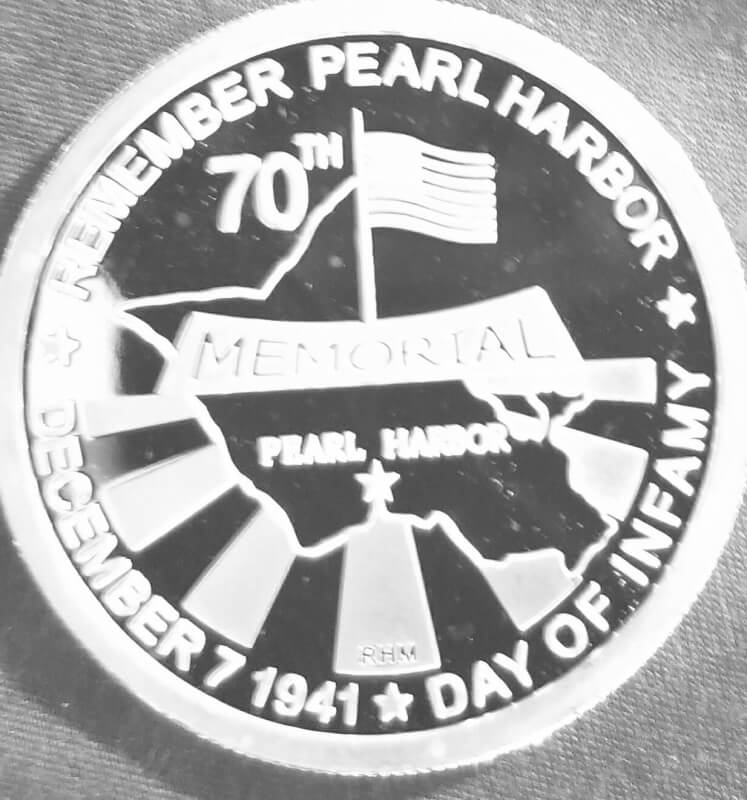 REMEMBER PEARL HARBOR
70TH
MEMORIAL
PEARL HARBOR
RHM
DECEMBER 7 1941
DAY OF INFAMY